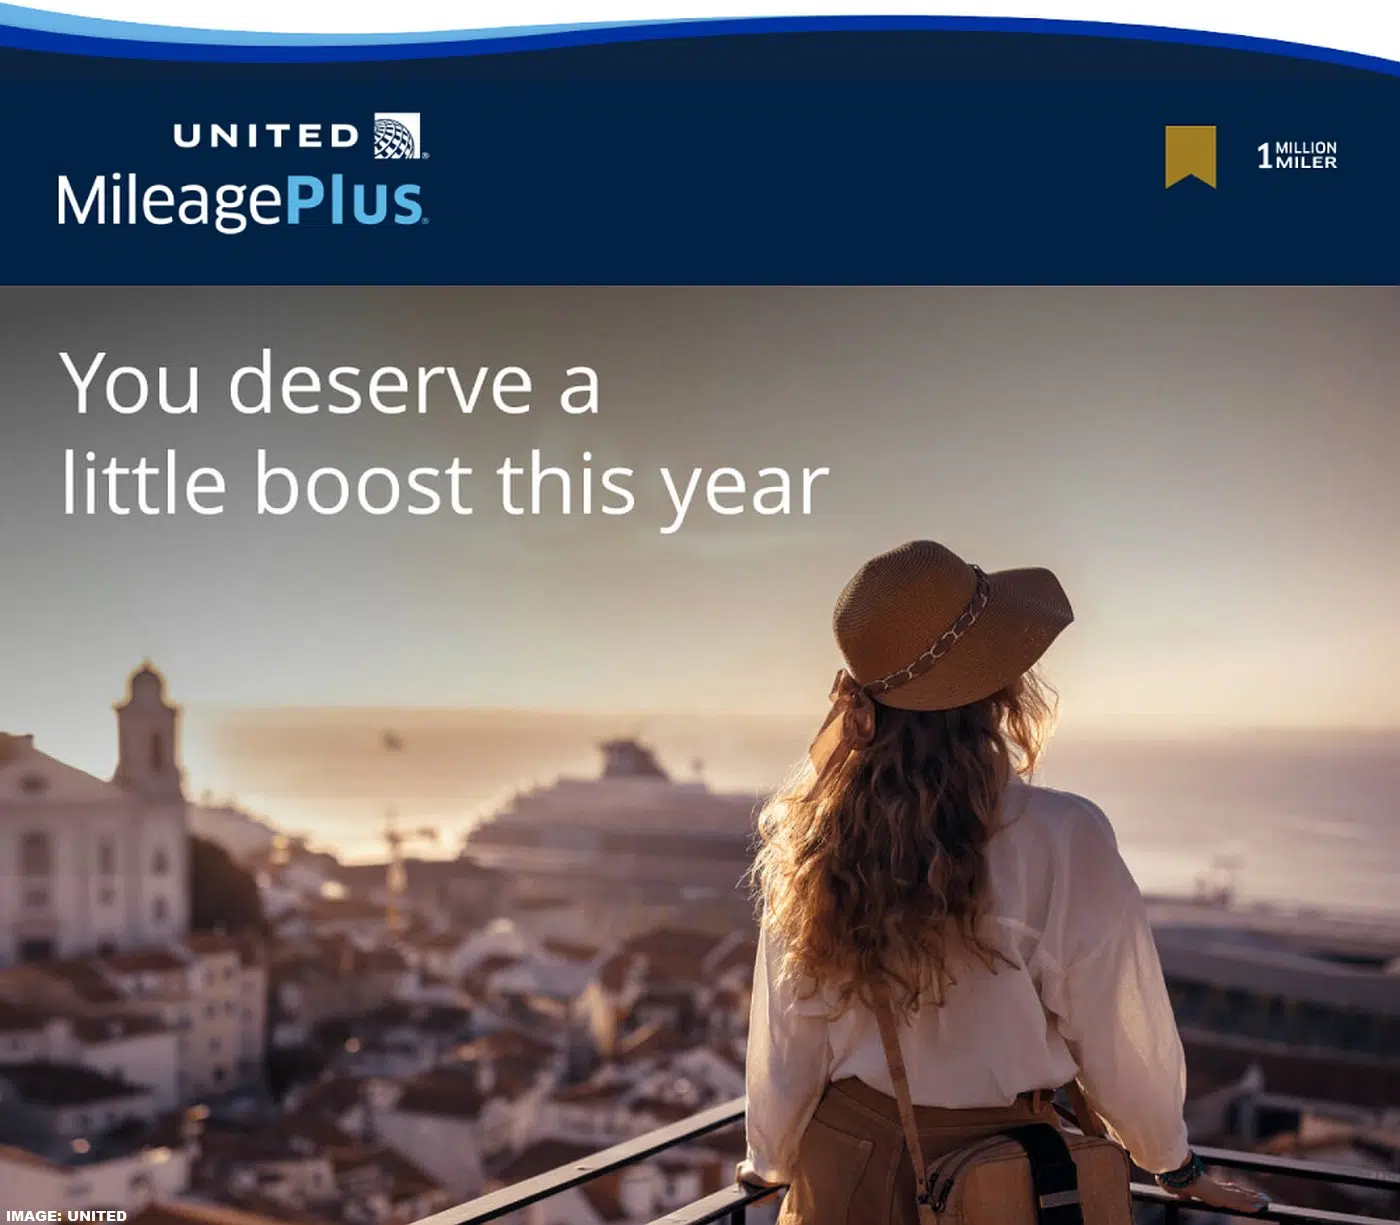 UNITED
MileagePlus
1 MILLION
MILER
You deserve a
little boost this year
IMAGE: UNITED